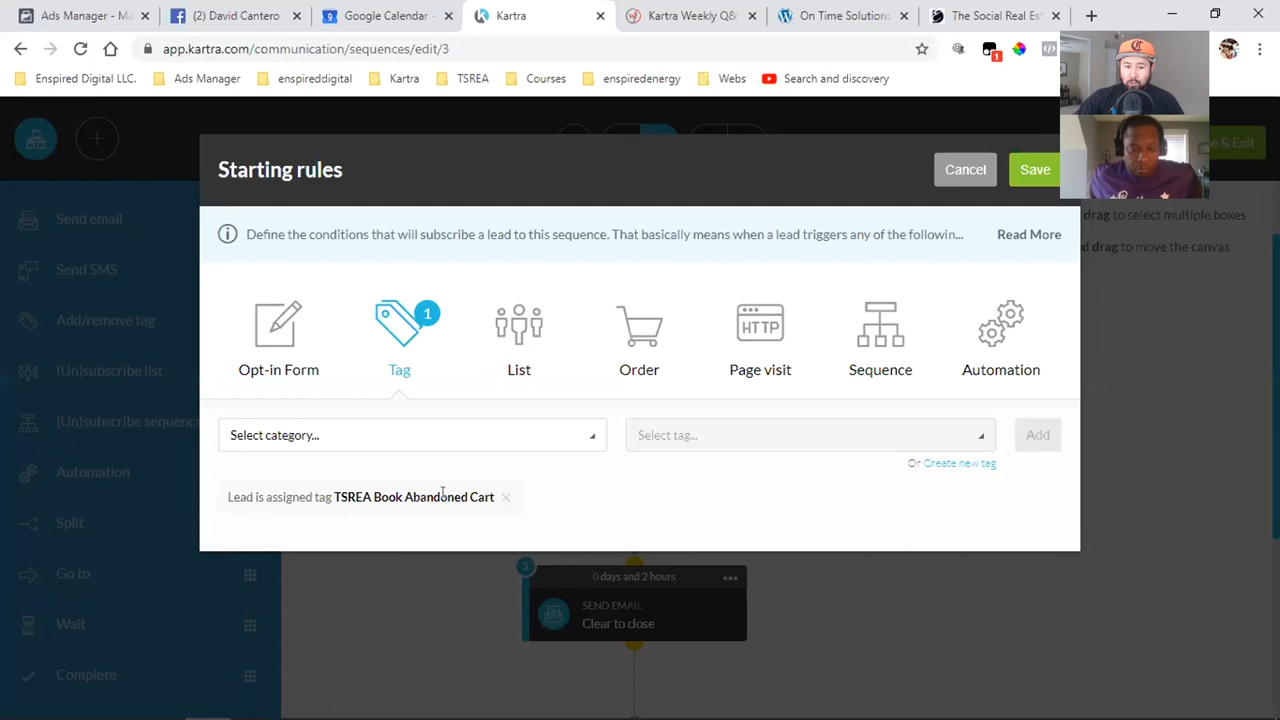 Ads Manager - Ma
(2) David Cantero
Google Calendar -
Kartra
Kartra Weekly Q&
On Time Solution
The Social Real Es
app.kartra.com/communication/sequences/edit/3
1
Enspired Digital LLC.
Ads Manager
enspireddigital
Kartra
TSREA
Courses
enspiredenergy
Webs
Search and discovery
Starting rules
Cancel
Save
& Exit
Define the conditions that will subscribe a lead to this sequence. That basically means when a lead triggers any of the followin...
Read More
drag to select multiple boxes
nd drag to move the canvas
Send email
Send SMS
Add/remove tag
(Un)subscribe list
(Un)subscribe sequenc
Automation
Split
Go to
Wait
Complete
1
HTTP
Opt-in Form
Tag
List
Order
Page visit
Sequence
Automation
Select category...
Select tag...
Add
Or Create new tag
Lead is assigned tag TSREA Book Abandoned Cart
3
0 days and 2 hours
SEND EMAIL
Clear to close